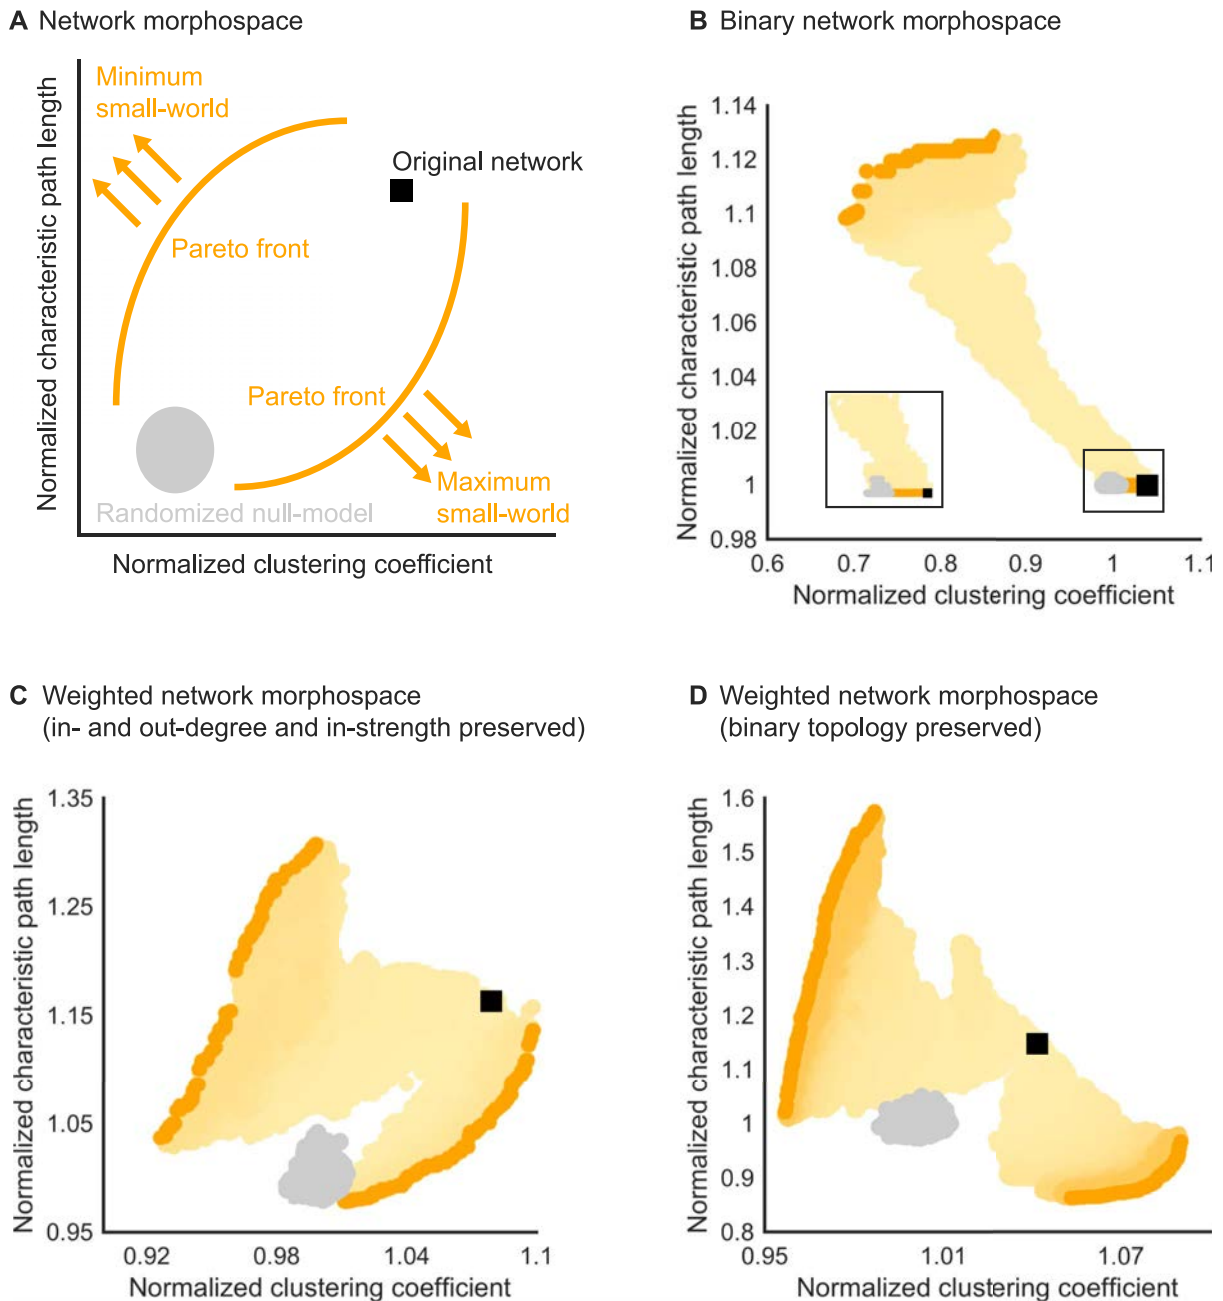 A Network morphospace
Normalized characteristic path length
Minimum
small-world
Original network
Pareto front
Pareto front
Randomized null-model
Maximum
small-world
Normalized clustering coefficient
B Binary network morphospace
Normalized characteristic path length
1.14
1.12
1.1
1.08
1.06
1.04
1.02
1
0.98
0.6 0.7 0.8 0.9 1 1.1
Normalized clustering coefficient
C Weighted network morphospace
(in- and out-degree and in-strength preserved)
Normalized characteristic path length
1.35
1.25
1.15
1.05
0.95
0.92 0.98 1.04 1.1
Normalized clustering coefficient
D Weighted network morphospace
(binary topology preserved)
Normalized characteristic path length
1.6
1.5
1.4
1.3
1.2
1.1
1
0.9
0.8
0.95 1.01 1.07
Normalized clustering coefficient